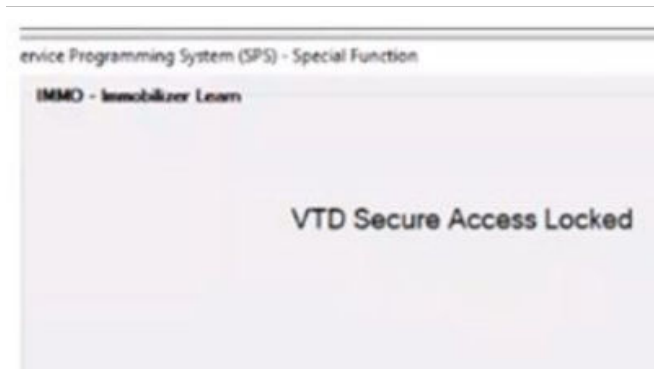 ervice Programming System (SPS) - Special Function
IMMO - Immobilizer Learn
VTD Secure Access Locked